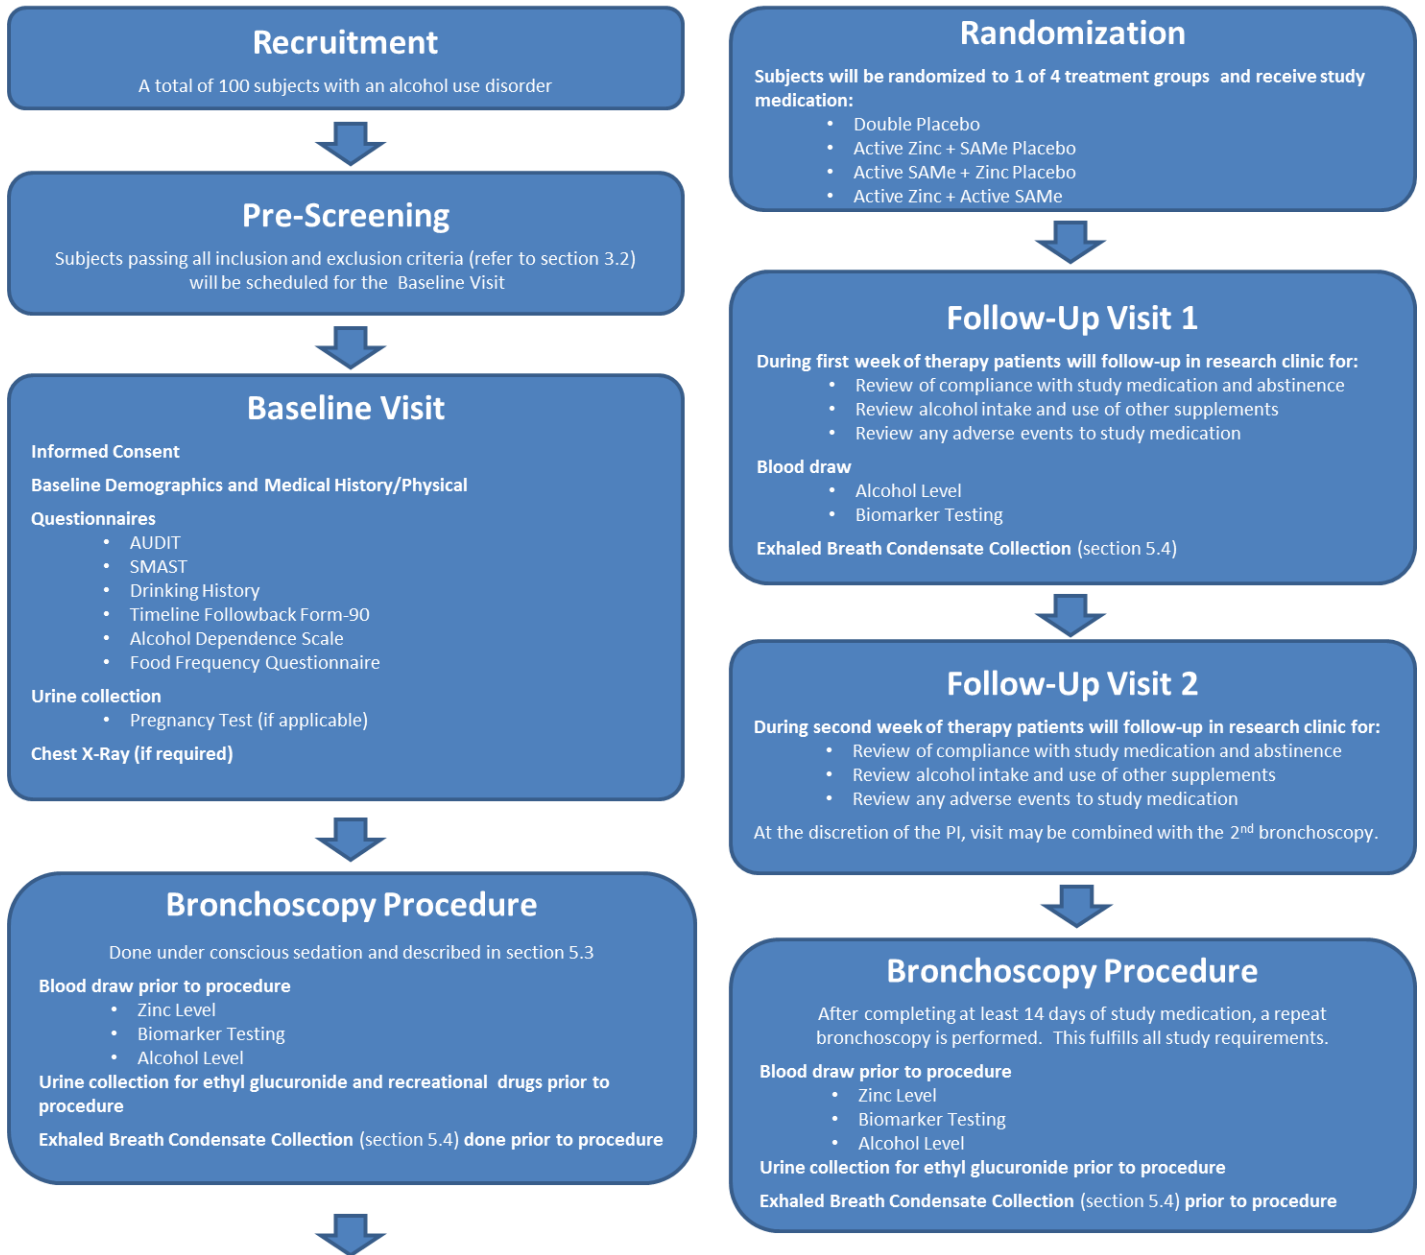 Recruitment
A total of 100 subjects with an alcohol use disorder
Pre-Screening
Subjects passing all inclusion and exclusion criteria (refer to section 3.2)
will be scheduled for the Baseline Visit
Baseline Visit
Informed Consent
Baseline Demographics and Medical History/Physical
Questionnaires
• AUDIT
• SMAST
• Drinking History
• Timeline Followback Form-90
• Alcohol Dependence Scale
• Food Frequency Questionnaire
Urine collection
• Pregnancy Test (if applicable)
Chest X-Ray (if required)
Bronchoscopy Procedure
Done under conscious sedation and described in section 5.3
Blood draw prior to procedure
• Zinc Level
• Biomarker Testing
• Alcohol Level
Urine collection for ethyl glucuronide and recreational drugs prior to
procedure
Exhaled Breath Condensate Collection (section 5.4) done prior to procedure
Randomization
Subjects will be randomized to 1 of 4 treatment groups and receive study
medication:
• Double Placebo
• Active Zinc + SAMe Placebo
• Active SAMe + Zinc Placebo
• Active Zinc + Active SAMe
Follow-Up Visit 1
During first week of therapy patients will follow-up in research clinic for:
• Review of compliance with study medication and abstinence
• Review alcohol intake and use of other supplements
• Review any adverse events to study medication
Blood draw
• Alcohol Level
• Biomarker Testing
Exhaled Breath Condensate Collection (section 5.4)
Follow-Up Visit 2
During second week of therapy patients will follow-up in research clinic for:
• Review of compliance with study medication and abstinence
• Review alcohol intake and use of other supplements
• Review any adverse events to study medication
At the discretion of the PI, visit may be combined with the 2nd bronchoscopy.
Bronchoscopy Procedure
After completing at least 14 days of study medication, a repeat
bronchoscopy is performed. This fulfills all study requirements.
Blood draw prior to procedure
• Zinc Level
• Biomarker Testing
• Alcohol Level
Urine collection for ethyl glucuronide prior to procedure
Exhaled Breath Condensate Collection (section 5.4) prior to procedure